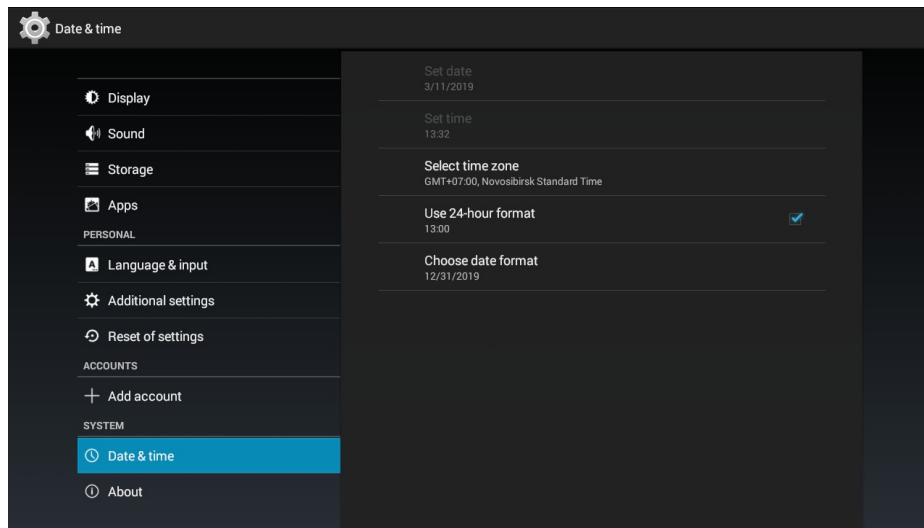 Date & time
Display
Sound
Storage
Apps
PERSONAL
Language & input
Additional settings
Reset of settings
ACCOUNTS
Add account
SYSTEM
Date & time
About
Set date
3/11/2019
Set time
13:32
Select time zone
GMT+07:00, Novosibirsk Standard Time
Use 24-hour format
13:00
Choose date format
12/31/2019